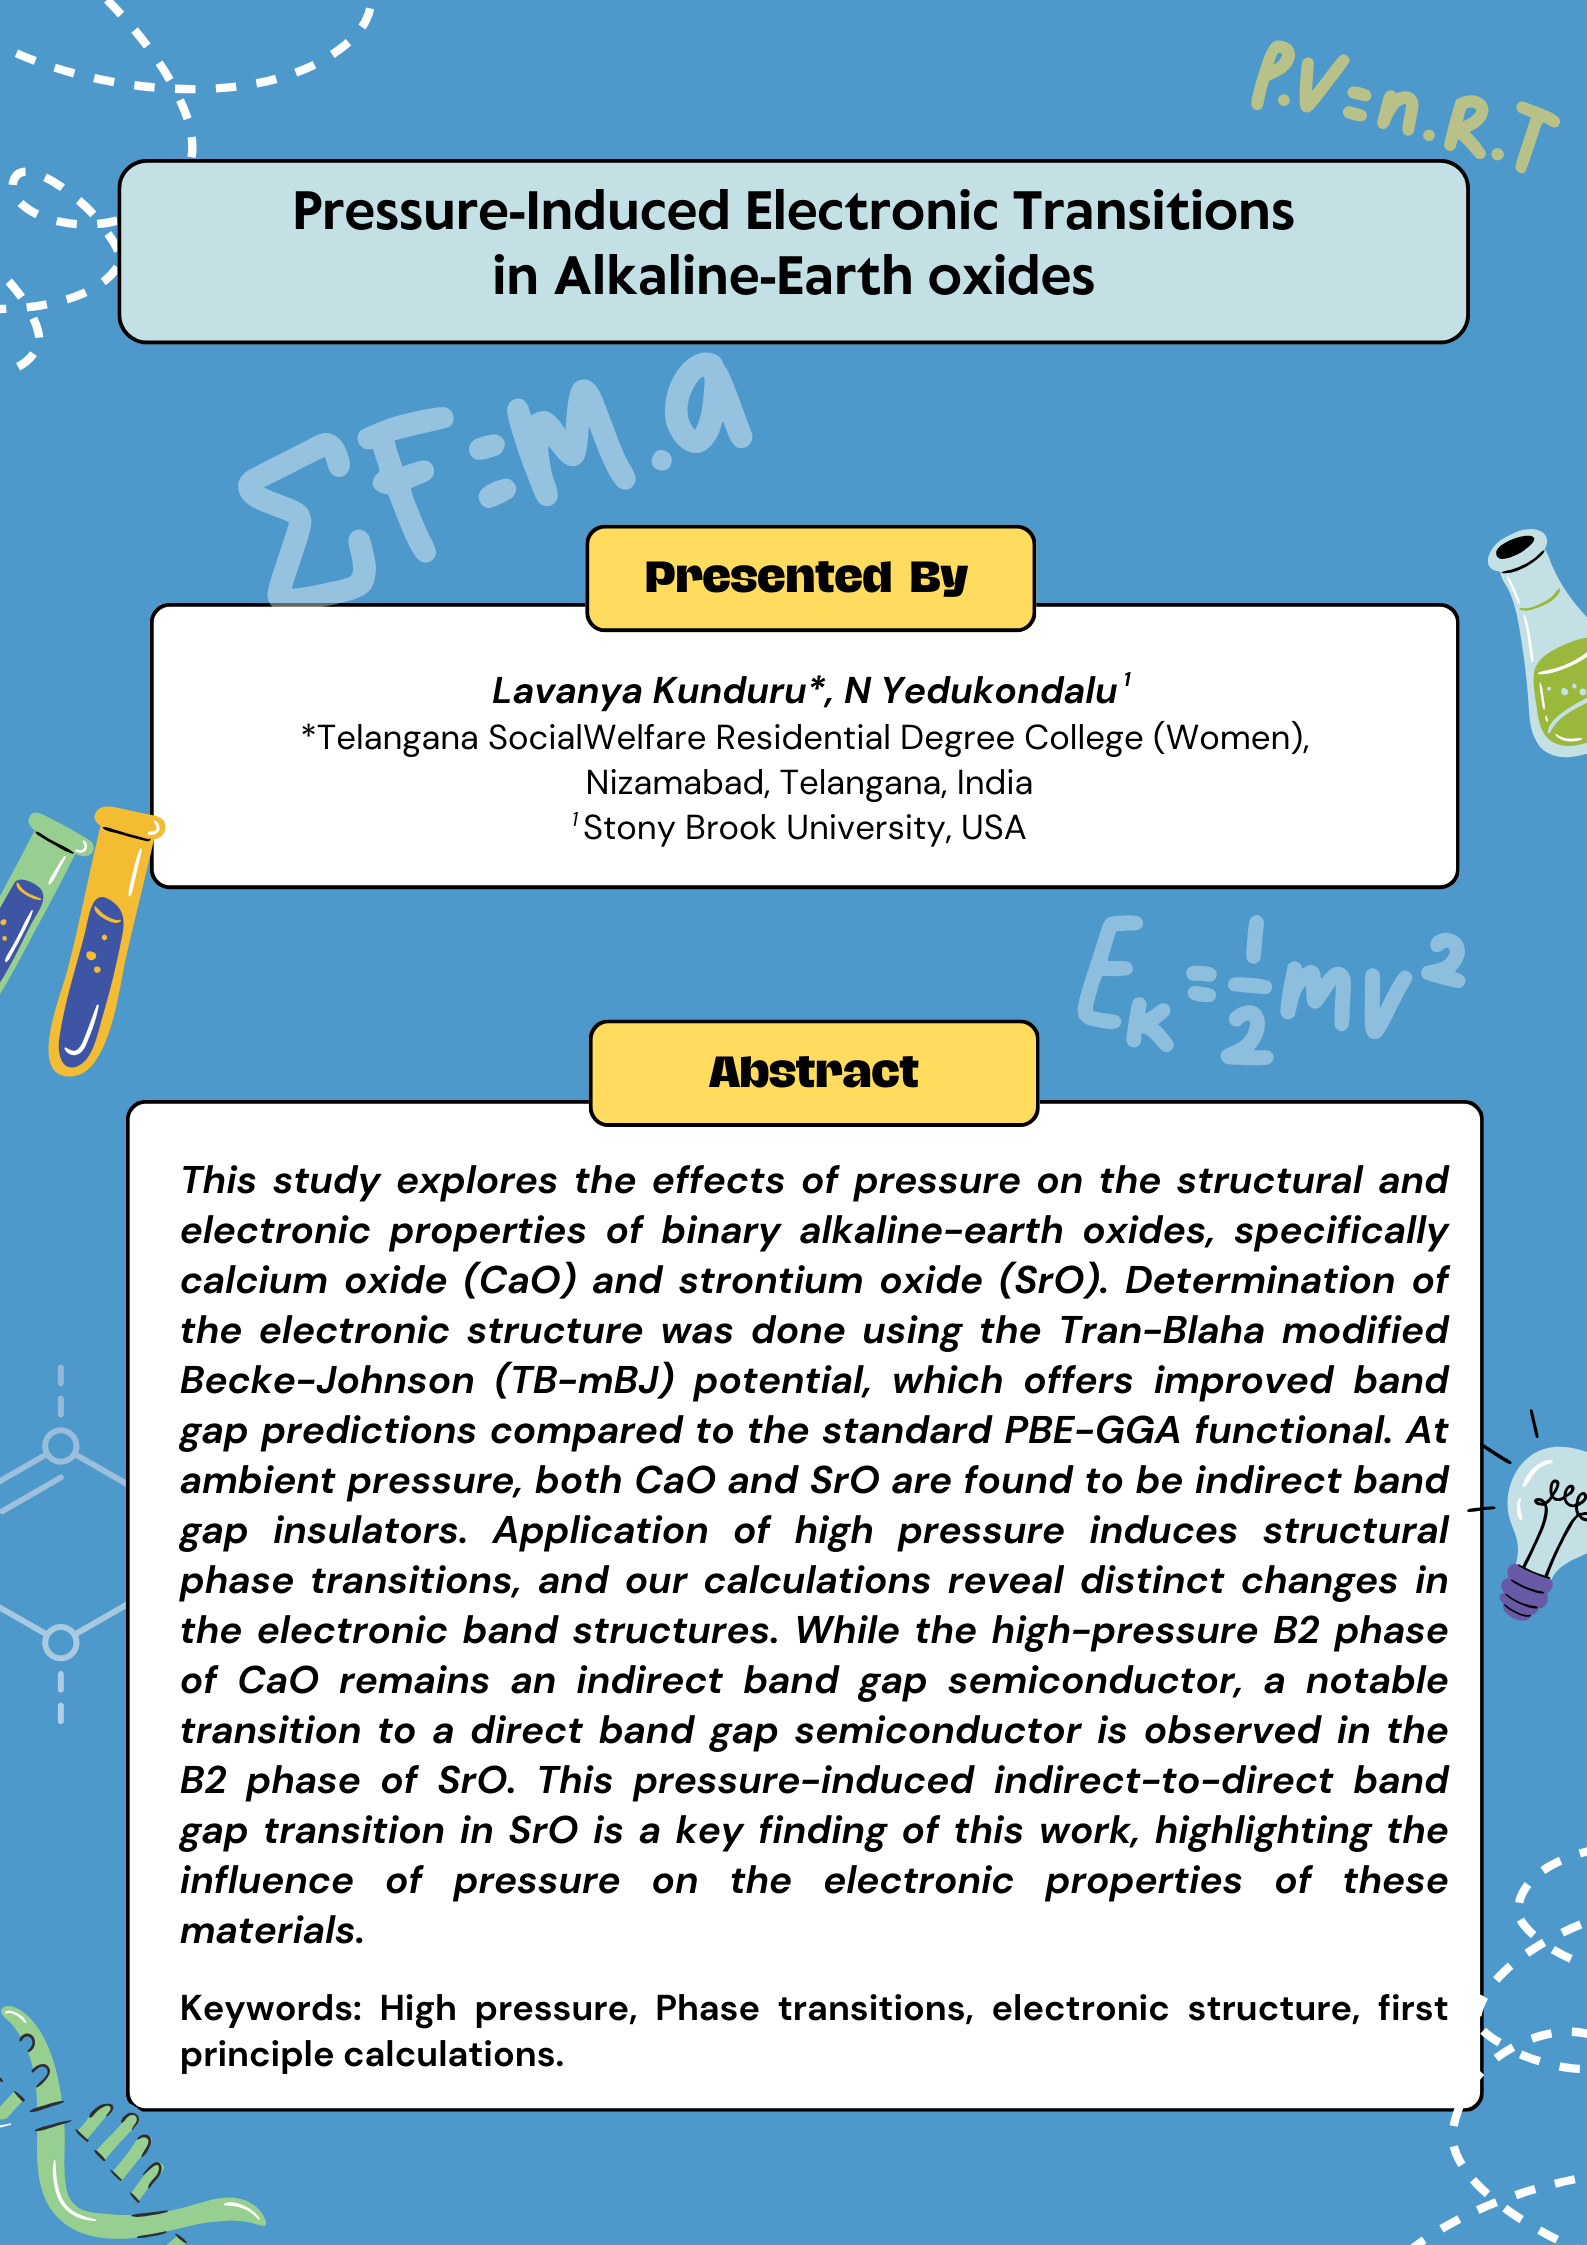 P.V=n.R.T
Pressure-Induced Electronic Transitions
in Alkaline-Earth oxides
ΣF=M.a
Presented By
Lavanya Kunduru*, N Yedukondalu ¹
*Telangana SocialWelfare Residential Degree College (Women),
Nizamabad, Telangana, India
¹ Stony Brook University, USA
Eₖ=½mv²
Abstract
This study explores the effects of pressure on the structural and
electronic properties of binary alkaline-earth oxides, specifically
calcium oxide (CaO) and strontium oxide (SrO). Determination of
the electronic structure was done using the Tran-Blaha modified
Becke-Johnson (TB-mBJ) potential, which offers improved band
gap predictions compared to the standard PBE-GGA functional. At
ambient pressure, both CaO and SrO are found to be indirect band
gap insulators. Application of high pressure induces structural
phase transitions, and our calculations reveal distinct changes in
the electronic band structures. While the high-pressure B2 phase
of CaO remains an indirect band gap semiconductor, a notable
transition to a direct band gap semiconductor is observed in the
B2 phase of SrO. This pressure-induced indirect-to-direct band
gap transition in SrO is a key finding of this work, highlighting the
influence of pressure on the electronic properties of these
materials.
Keywords: High pressure, Phase transitions, electronic structure, first
principle calculations.